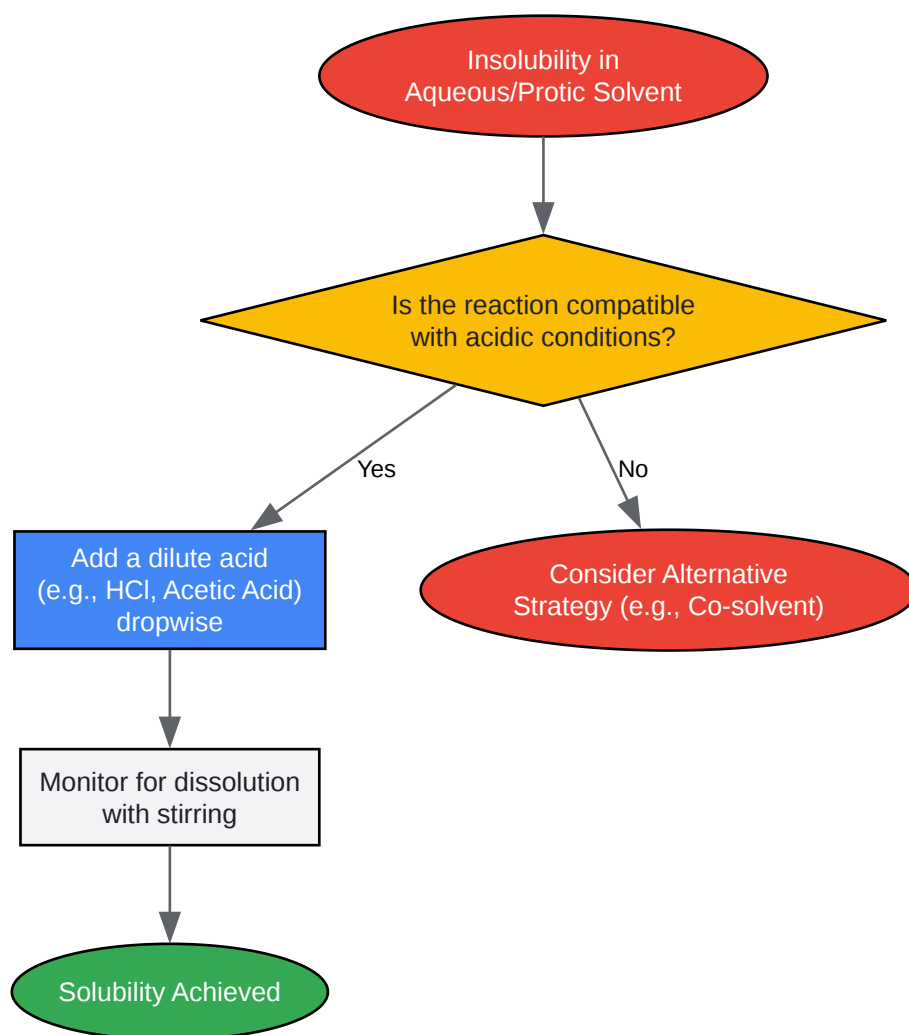 Insolubility in
Aqueous/Protic Solvent
Is the reaction compatible
with acidic conditions?
Yes
No
Add a dilute acid
(e.g., HCl, Acetic Acid)
dropwise
Consider Alternative
Strategy (e.g., Co-solvent)
Monitor for dissolution
with stirring
Solubility Achieved